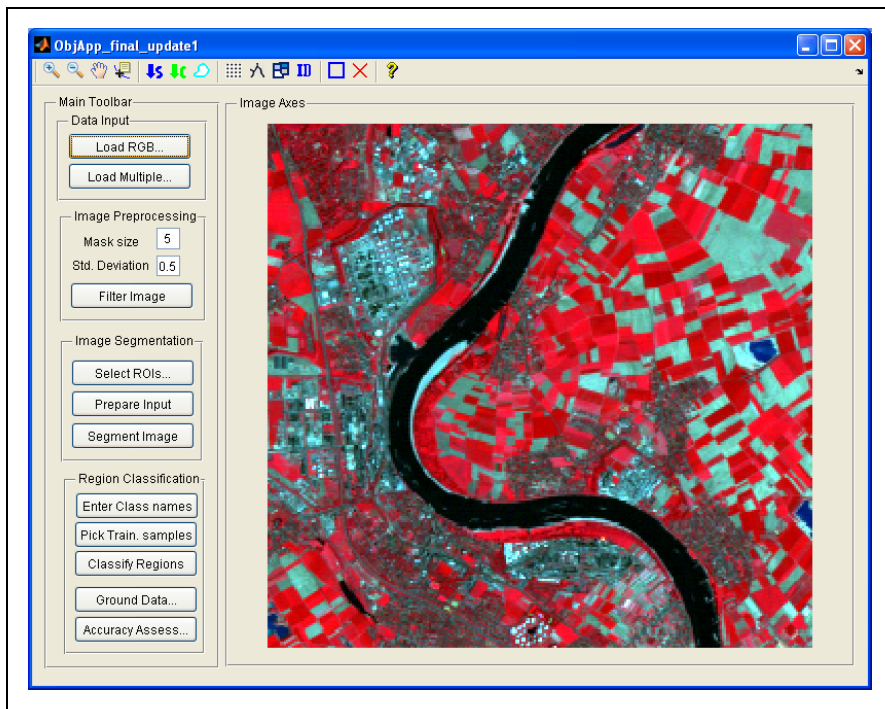 ObjApp_final_update1
Main Toolbar
Data Input
Load RGB...
Load Multiple...
Image Preprocessing
Mask size 5
Std. Deviation 0.5
Filter Image
Image Segmentation
Select ROIs...
Prepare Input
Segment Image
Region Classification
Enter Class names
Pick Train. samples
Classify Regions
Ground Data...
Accuracy Assess...
Image Axes
S C ID ?